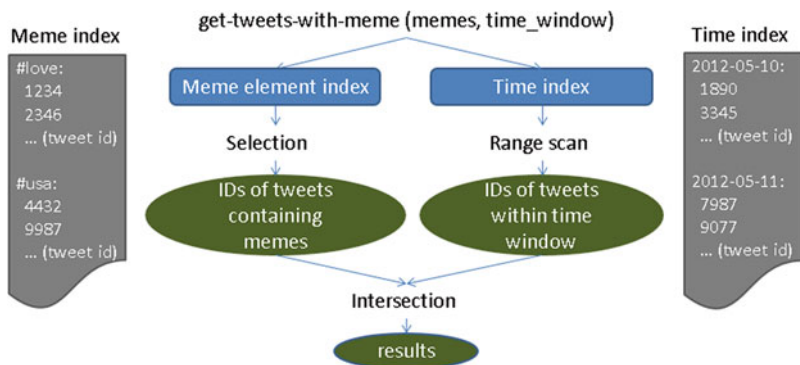 get-tweets-with-meme (memes, time_window)
Meme index
#love:
1234
2346
... (tweet id)
#usa:
4432
9987
... (tweet id)
Meme element index
Selection
IDs of tweets
containing
memes
Time index
Range scan
IDs of tweets
within time
window
Intersection
results
Time index
2012-05-10:
1890
3345
... (tweet id)
2012-05-11:
7987
9077
... (tweet id)